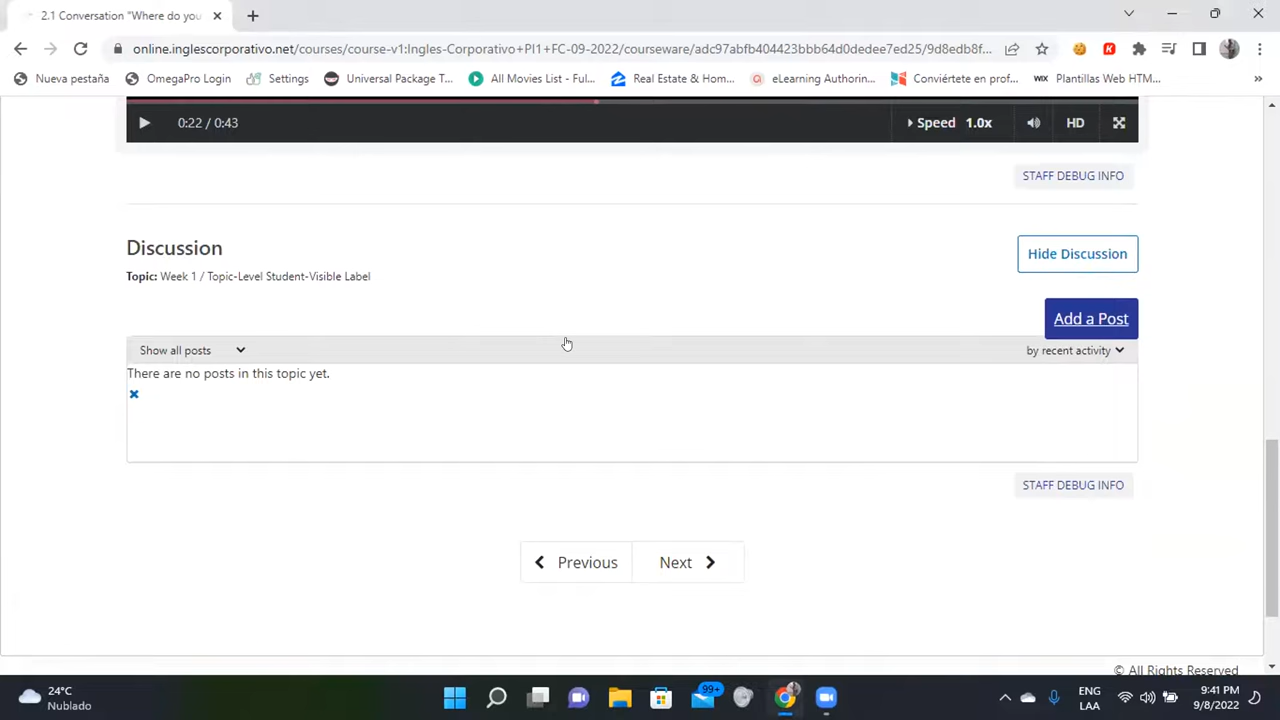 2.1 Conversation "Where do you
online.inglescorporativo.net/courses/course-v1:Ingles-Corporativo+PI1+FC-09-2022/courseware/adc97abfb404423bbb64d0dedee7ed25/9d8edb8f...
Nueva pestaña OmegaPro Login Settings Universal Package T... All Movies List - Ful... Real Estate & Hom... eLearning Authorin... Conviértete en prof... WIX Plantillas Web HTM... »
0:22 / 0:43 Speed 1.0x HD
STAFF DEBUG INFO
Discussion Hide Discussion
Topic: Week 1 / Topic-Level Student-Visible Label
Add a Post
Show all posts by recent activity
There are no posts in this topic yet.
STAFF DEBUG INFO
Previous Next
© All Rights Reserved
24°C 99+ ENG 9:41 PM
Nublado LAA 9/8/2022